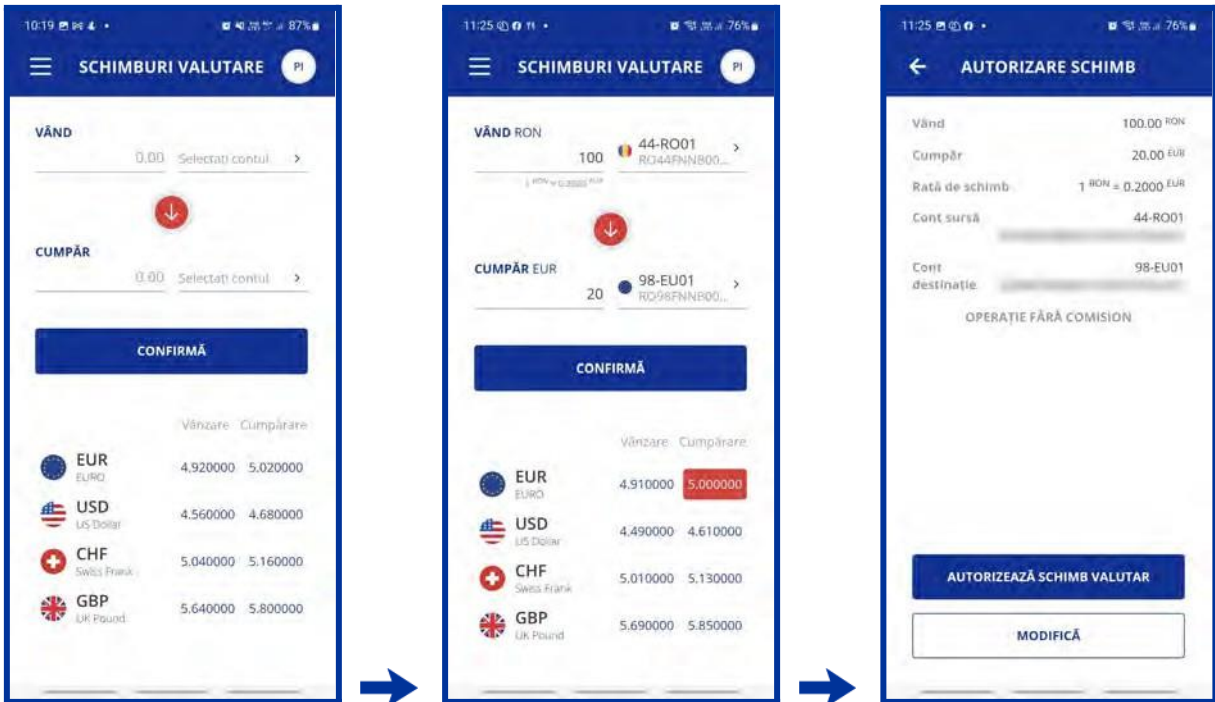 10:19
87%
SCHIMBURI VALUTARE
PI
VÂND
0.00 Selectați contul
CUMPĂR
0.00 Selectați contul
CONFIRMĂ
Vânzare Cumpărare
EUR
EURO
4.920000 5.020000
USD
US Dollar
4.560000 4.680000
CHF
Swiss Frank
5.040000 5.160000
GBP
UK Pound
5.640000 5.800000
11:25
76%
SCHIMBURI VALUTARE
PI
VÂND RON
100
44-RO01
RO44FNNB00...
1 RON = 0.2000 EUR
CUMPĂR EUR
20
98-EU01
RO98FNNB00...
CONFIRMĂ
Vânzare Cumpărare
EUR
EURO
4.910000 5.000000
USD
US Dollar
4.490000 4.610000
CHF
Swiss Frank
5.010000 5.130000
GBP
UK Pound
5.690000 5.850000
11:25
76%
AUTORIZARE SCHIMB
Vând 100.00 RON
Cumpăr 20.00 EUR
Rată de schimb 1 RON = 0.2000 EUR
Cont sursă 44-RO01
Cont destinație 98-EU01
OPERAȚIE FĂRĂ COMISION
AUTORIZEAZĂ SCHIMB VALUTAR
MODIFICĂ